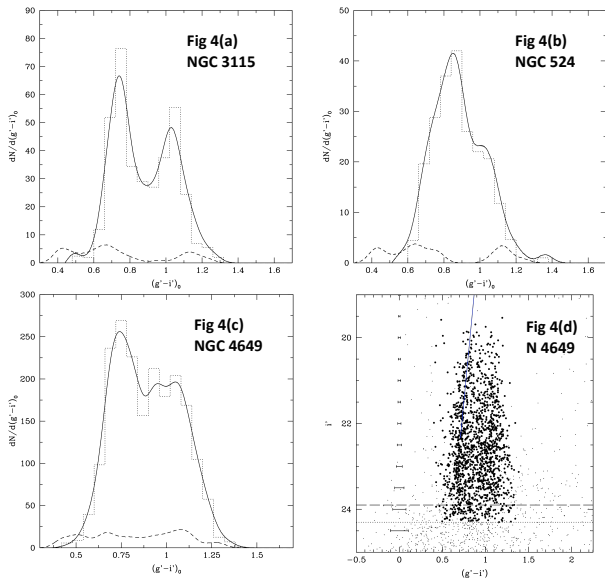 Fig 4(a)
NGC 3115
dN/d(g'-i')₀
90
80
70
60
50
40
30
20
10
0
0.4 0.6 0.8 1 1.2 1.4 1.6
(g'-i')₀
Fig 4(b)
NGC 524
dN/d(g'-i')₀
50
40
30
20
10
0
0.4 0.6 0.8 1 1.2 1.4 1.6
(g'-i')₀
Fig 4(c)
NGC 4649
dN/d(g'-i')₀
300
250
200
150
100
50
0
0.5 0.75 1 1.25 1.5
(g'-i')₀
Fig 4(d)
N 4649
i'
20
22
24
0 0.5 1 1.5 2
(g'-i')